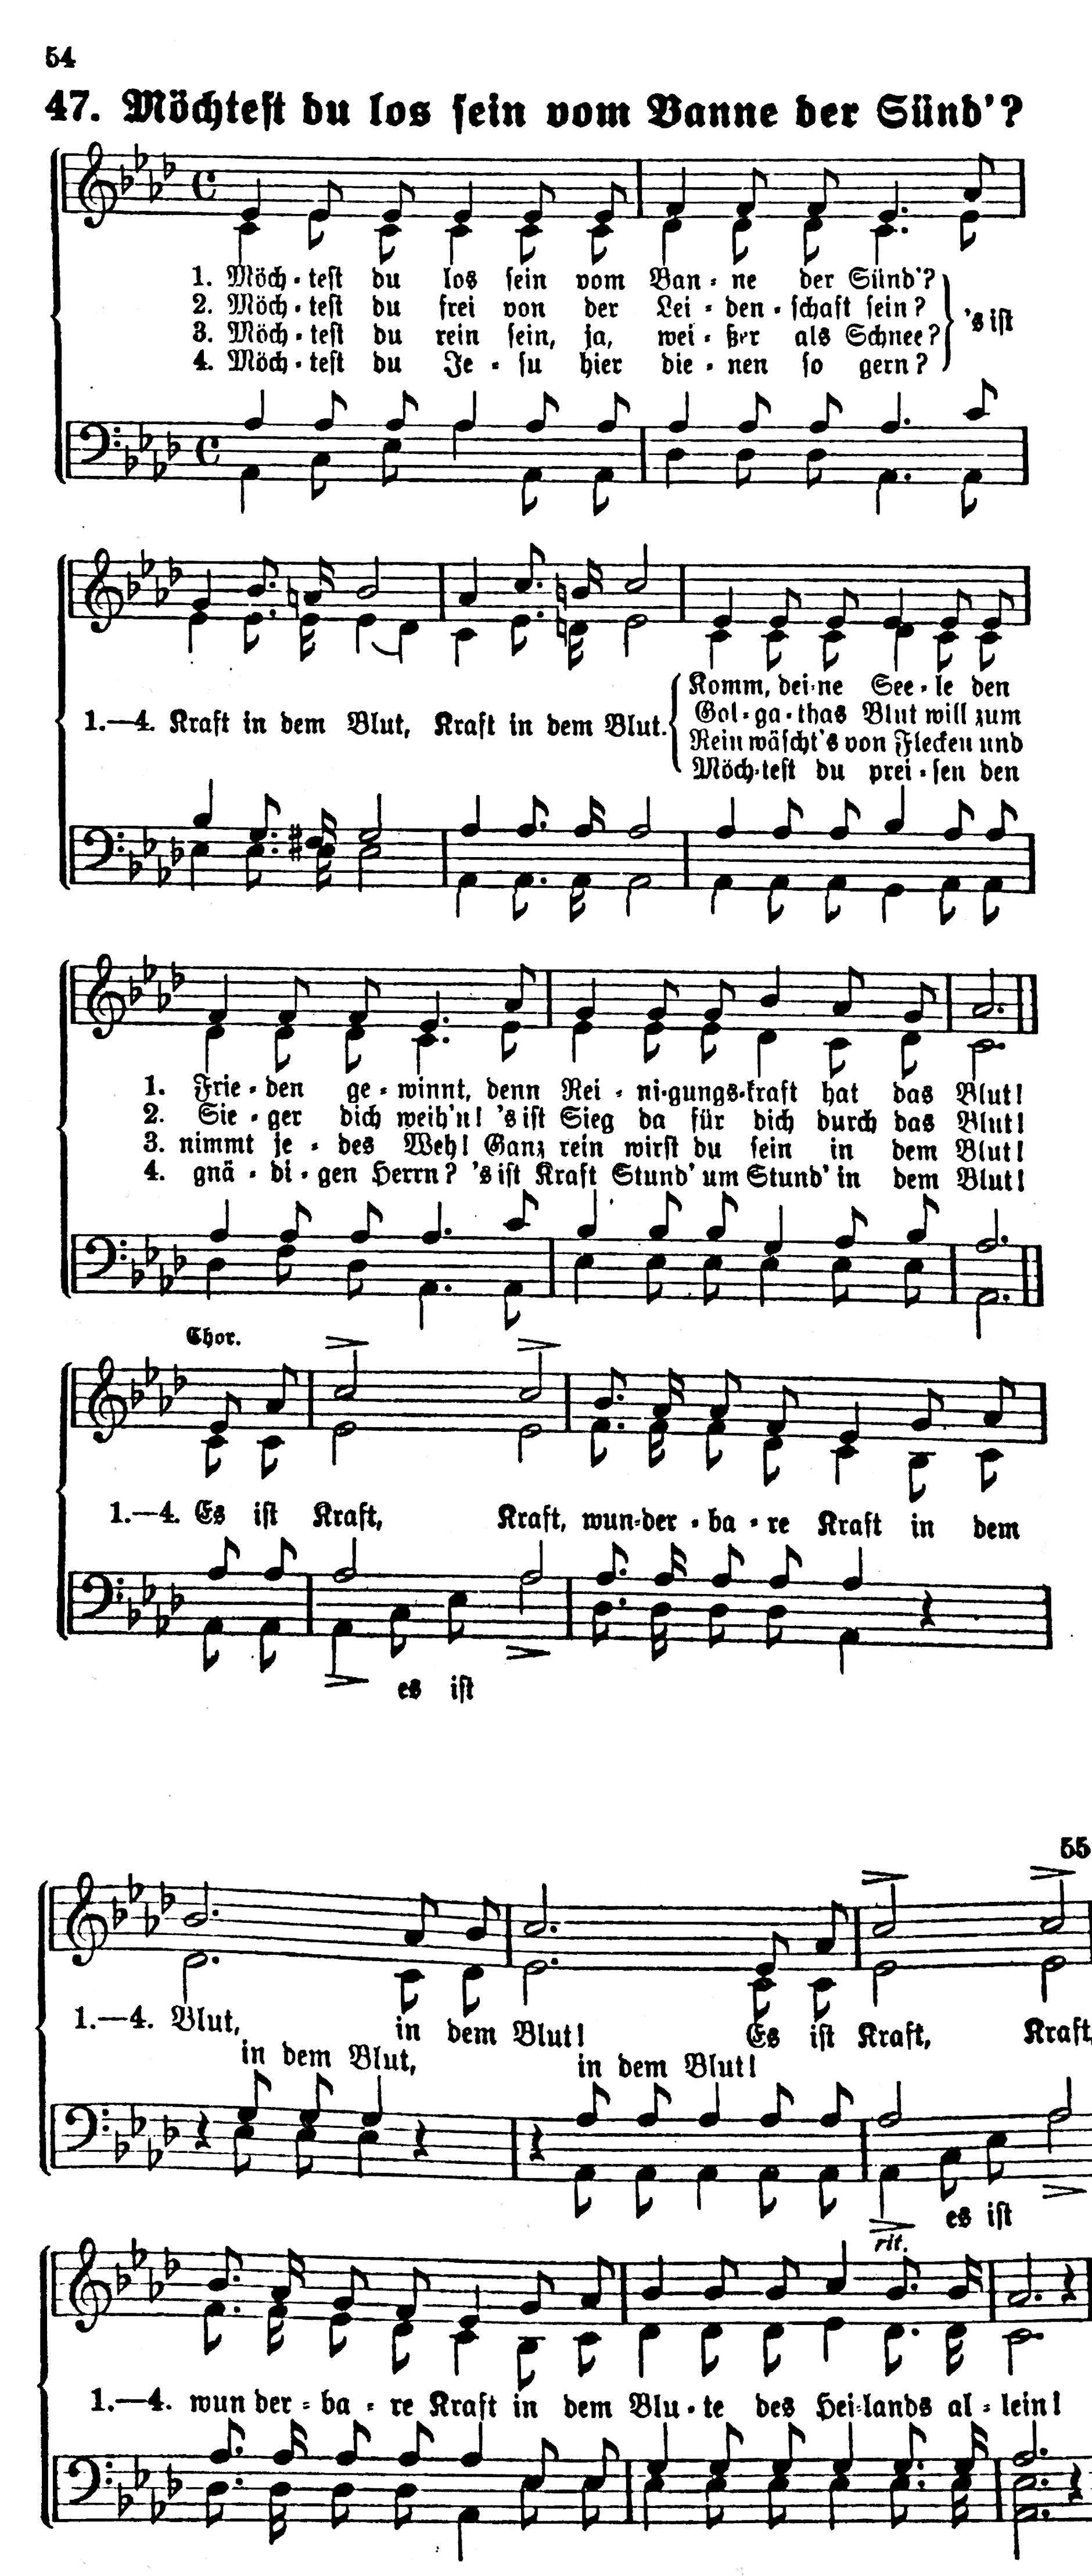 54
47. Möchtest du los sein vom Banne der Sünd'?
1. Möch-test du los sein vom Ban-ne der Sünd'?
2. Möch-test du frei von der Lei-den-schaft sein?
3. Möch-test du rein sein, ja, wei-ßer als Schnee?
4. Möch-test du Je-su hier die-nen so gern?
's ist
1.—4. Kraft in dem Blut, Kraft in dem Blut.
Komm, dei-ne See-le den
Gol-ga-thas Blut will zum
Rein wäscht's von Flecken und
Möch-test du prei-sen den
1. Frie-den ge-winnt, denn Rei-ni-gungs-kraft hat das Blut!
2. Sie-ger dich weih'n! 's ist Sieg da für dich durch das Blut!
3. nimmt je-des Weh! Ganz rein wirst du sein in dem Blut!
4. gnä-di-gen Herrn? 's ist Kraft Stund' um Stund' in dem Blut!
Chor.
1.—4. Es ist Kraft, Kraft, wun-der-ba-re Kraft in dem
es ist
55
1.—4. Blut, in dem Blut! Es ist Kraft, Kraft,
in dem Blut, in dem Blut!
es ist
rit.
1.—4. wun der-ba-re Kraft in dem Blu-te des Hei-lands al-lein!